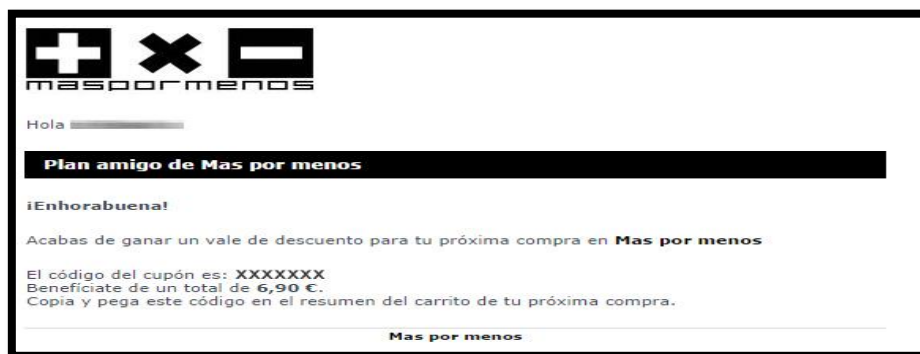 maspormenos
Hola
Plan amigo de Mas por menos
¡Enhorabuena!
Acabas de ganar un vale de descuento para tu próxima compra en Mas por menos
El código del cupón es: XXXXXXX
Benefíciate de un total de 6,90 €.
Copia y pega este código en el resumen del carrito de tu próxima compra.
Mas por menos